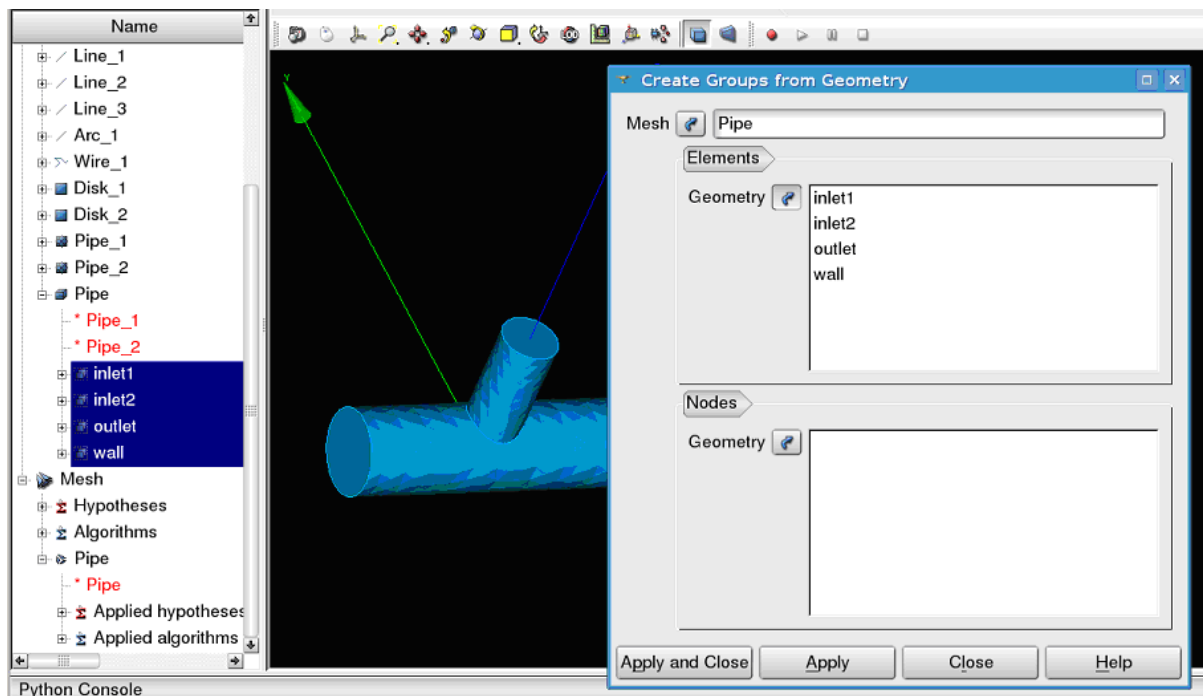 Name
Line_1
Line_2
Line_3
Arc_1
Wire_1
Disk_1
Disk_2
Pipe_1
Pipe_2
Pipe
* Pipe_1
* Pipe_2
inlet1
inlet2
outlet
wall
Mesh
Hypotheses
Algorithms
Pipe
* Pipe
Applied hypotheses
Applied algorithms
Python Console
Y
Create Groups from Geometry
Mesh Pipe
Elements
Geometry
inlet1
inlet2
outlet
wall
Nodes
Geometry
Apply and Close Apply Close Help